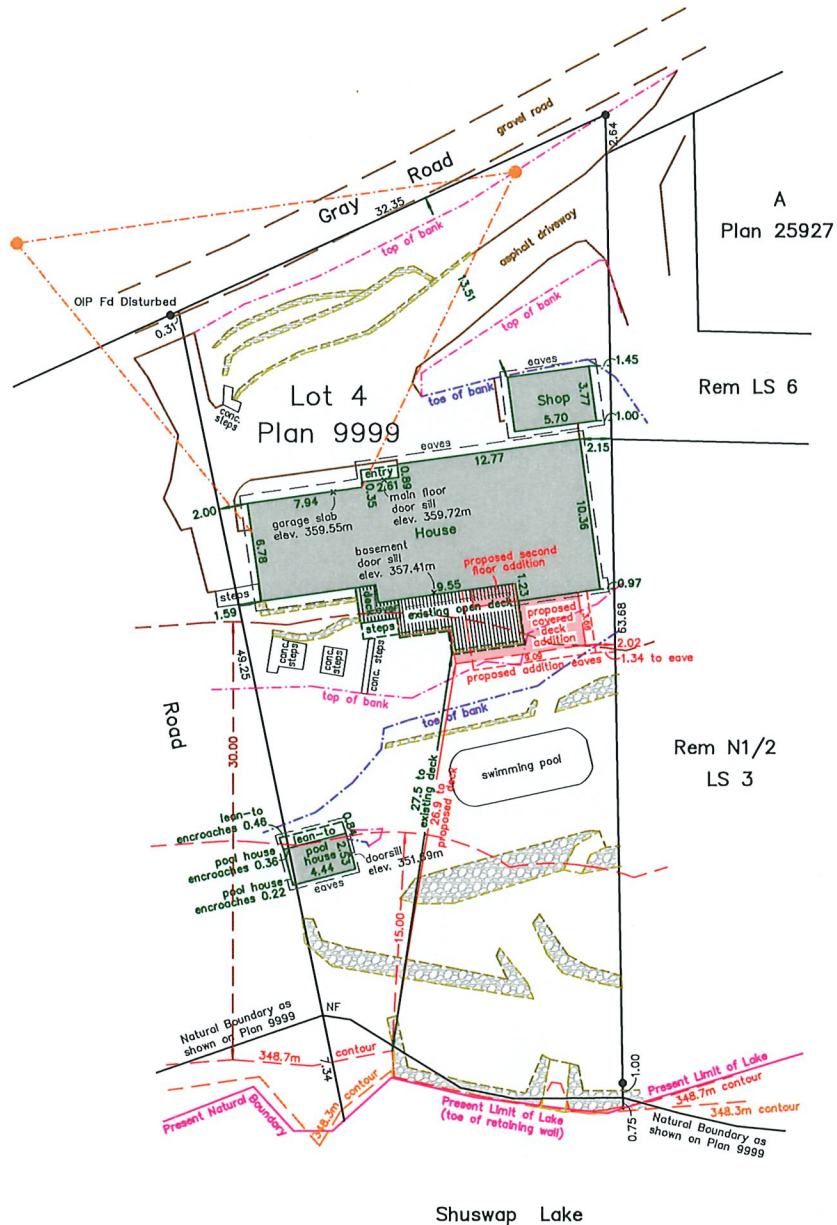 gravel road
Gray Road
32.35
2.64
A
Plan 25927
top of bank
asphalt driveway
13.51
OIP Fd Disturbed
0.31
top of bank
eaves
1.45
Rem LS 6
Lot 4
Plan 9999
conc.
steps
toe of bank
Shop
3.77
5.70
1.00
eaves
12.77
2.15
entry
0.89
2.61
0.35
7.94
2.00
garage slab
elev. 359.55m
main floor
door sill
elev. 359.72m
House
10.36
6.78
basement
door sill
elev. 357.41m
proposed second
floor addition
9.55
1.23
0.97
steps
1.59
deck over
existing open deck
steps
proposed
covered
deck
addition
63.68
2.02
1.34 to eave
proposed addition eaves
conc.
steps
conc.
steps
conc. steps
49.25
top of bank
toe of bank
Road
30.00
27.5 to
existing deck
26.9 to
proposed deck
swimming pool
Rem N1/2
LS 3
lean-to
encroaches 0.46
lean-to
pool house
encroaches 0.36
pool
house
2.53
4.44
doorsill
elev. 351.59m
pool house
encroaches 0.22
eaves
15.00
Natural Boundary as
shown on Plan 9999
NF
7.34
348.7m contour
348.3m contour
Present Natural
Boundary
Present Limit of Lake
(toe of retaining wall)
1.00
Present Limit of Lake
348.7m contour
348.3m contour
0.75
Natural Boundary as
shown on Plan 9999
Shuswap Lake